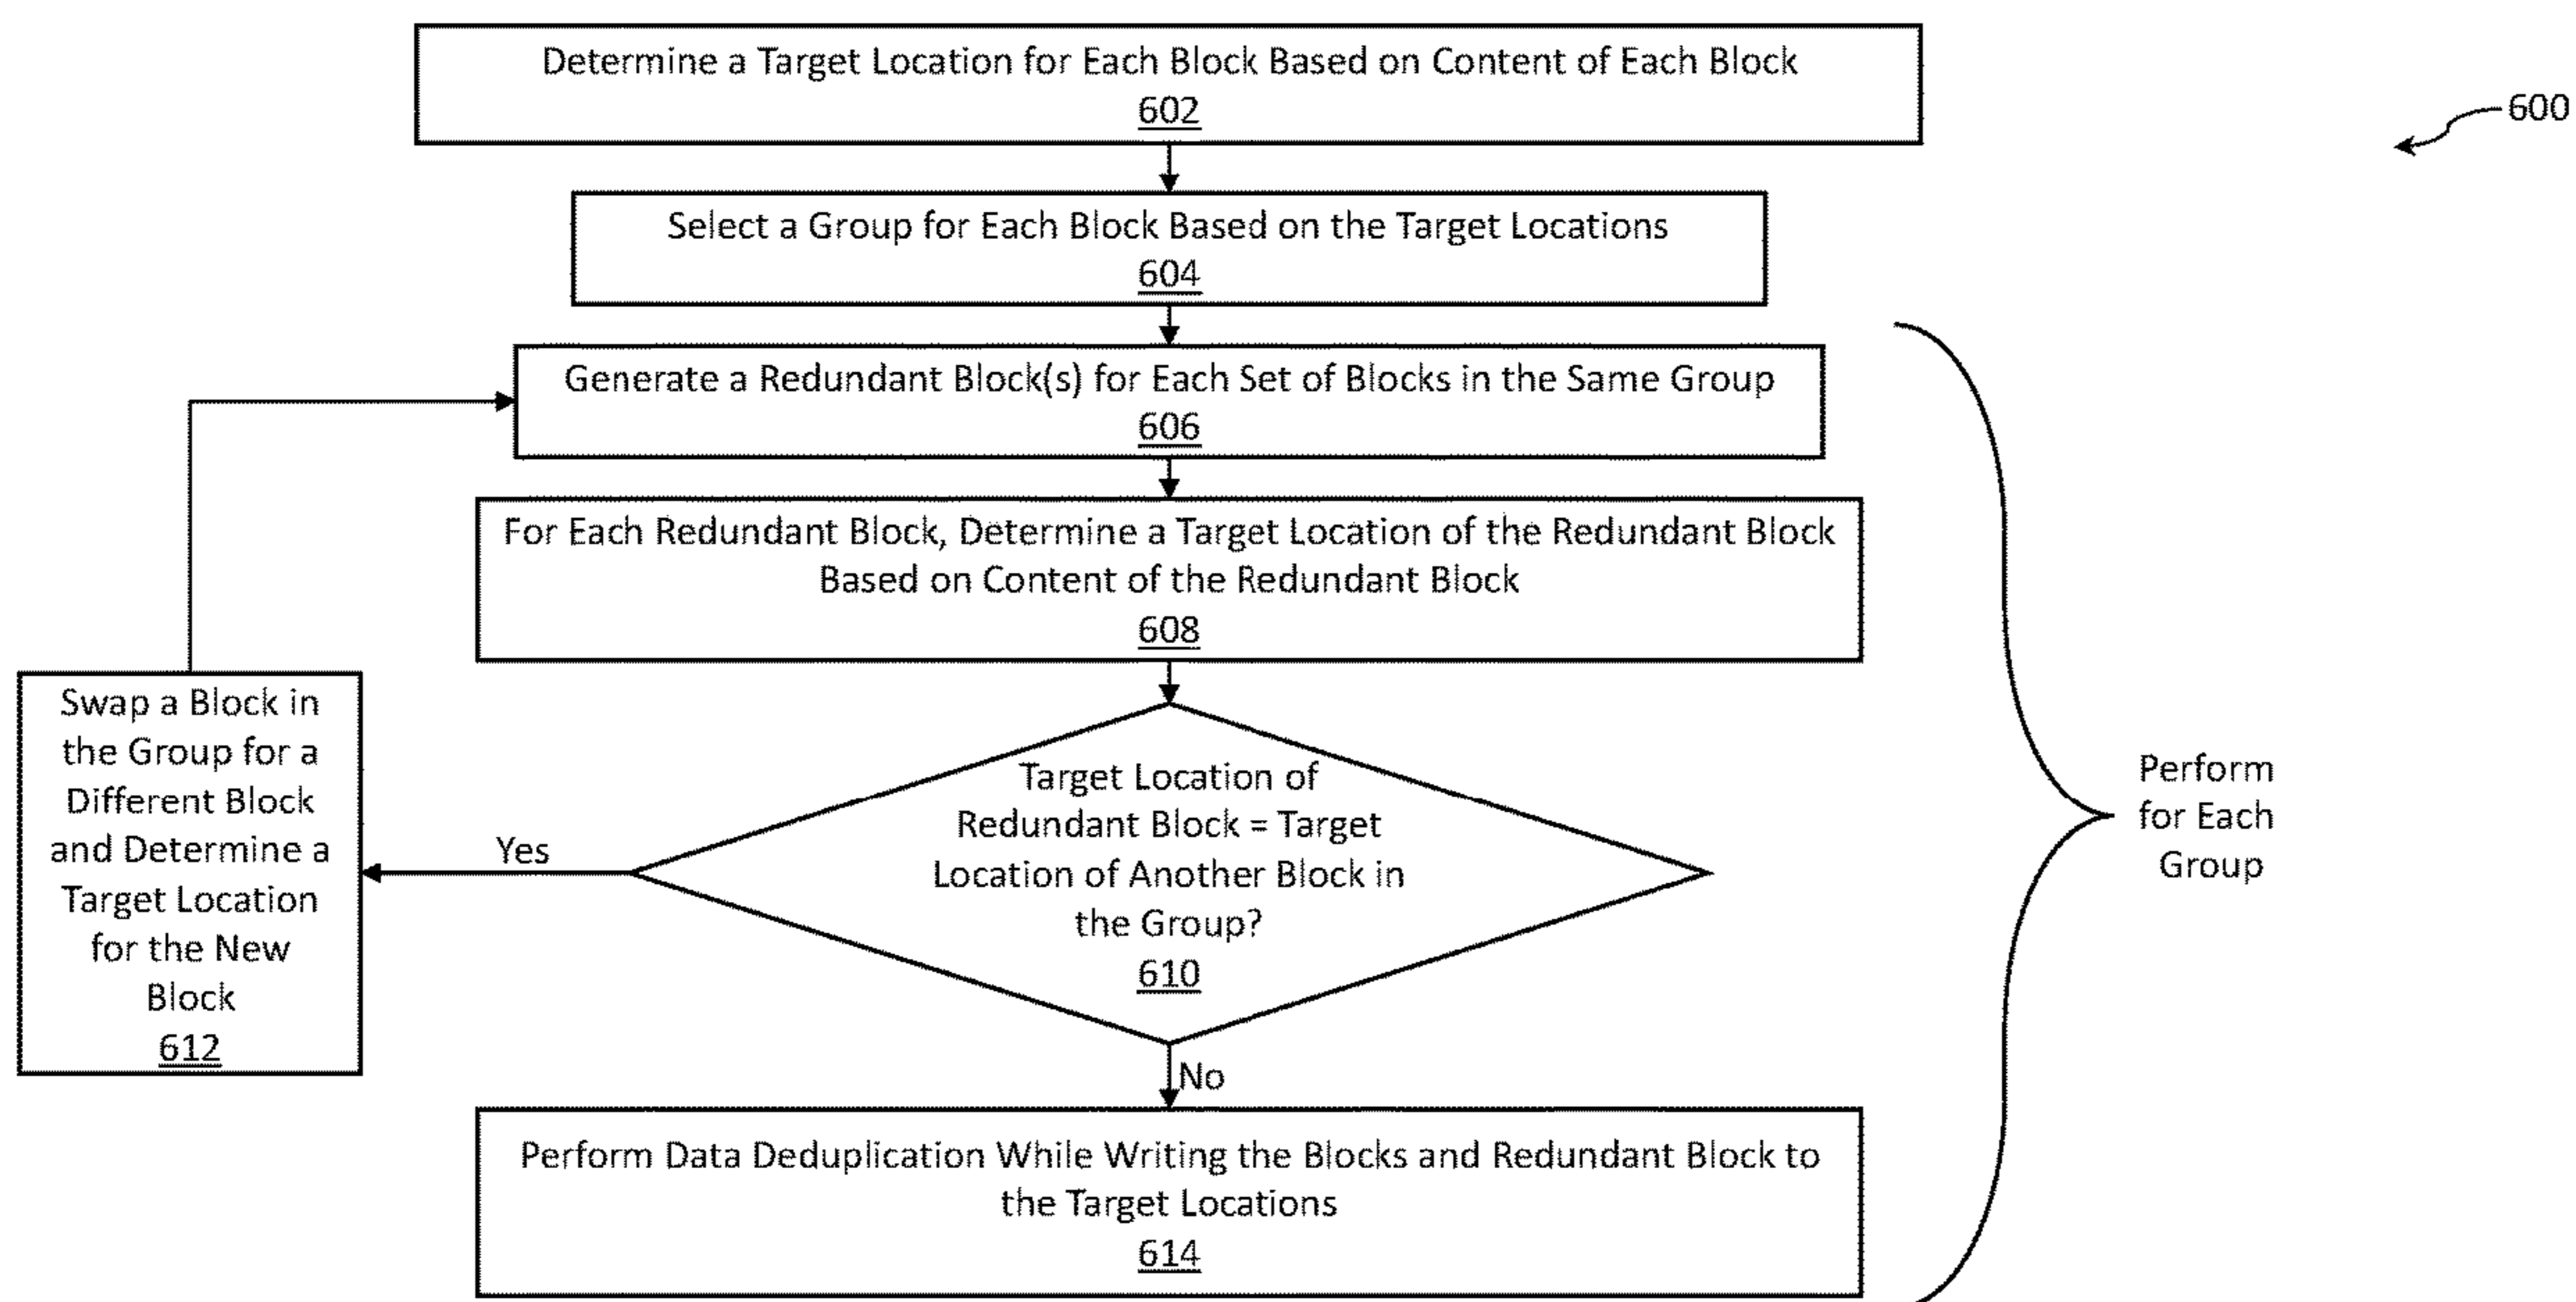 Determine a Target Location for Each Block Based on Content of Each Block
602
600
Select a Group for Each Block Based on the Target Locations
604
Generate a Redundant Block(s) for Each Set of Blocks in the Same Group
606
For Each Redundant Block, Determine a Target Location of the Redundant Block
Based on Content of the Redundant Block
608
Swap a Block in
the Group for a
Different Block
and Determine a
Target Location
for the New
Block
612
Yes
Target Location of
Redundant Block = Target
Location of Another Block in
the Group?
610
Perform
for Each
Group
No
Perform Data Deduplication While Writing the Blocks and Redundant Block to
the Target Locations
614